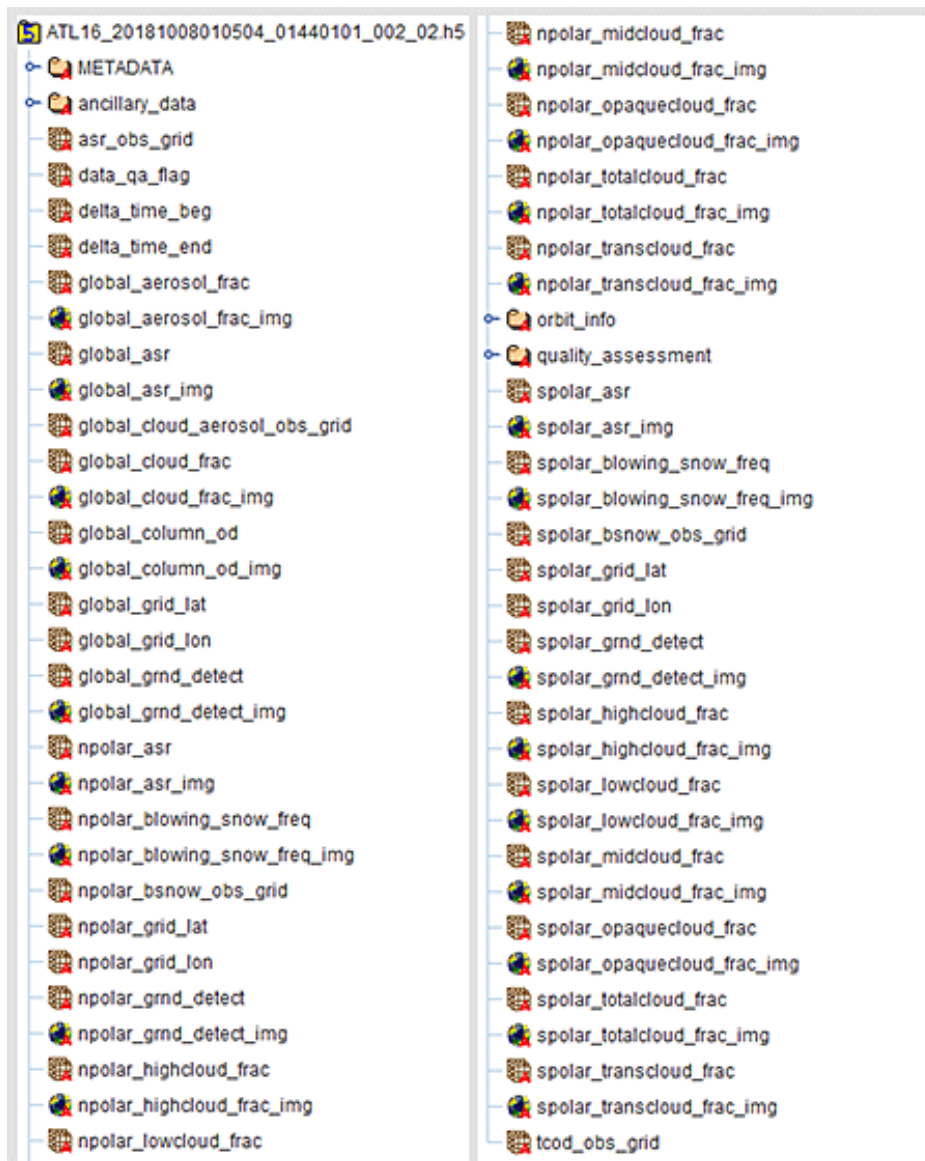 ATL16_20181008010504_01440101_002_02.h5
METADATA
ancillary_data
asr_obs_grid
data_qa_flag
delta_time_beg
delta_time_end
global_aerosol_frac
global_aerosol_frac_img
global_asr
global_asr_img
global_cloud_aerosol_obs_grid
global_cloud_frac
global_cloud_frac_img
global_column_od
global_column_od_img
global_grid_lat
global_grid_lon
global_grnd_detect
global_grnd_detect_img
npolar_asr
npolar_asr_img
npolar_blowing_snow_freq
npolar_blowing_snow_freq_img
npolar_bsnow_obs_grid
npolar_grid_lat
npolar_grid_lon
npolar_grnd_detect
npolar_grnd_detect_img
npolar_highcloud_frac
npolar_highcloud_frac_img
npolar_lowcloud_frac
npolar_midcloud_frac
npolar_midcloud_frac_img
npolar_opaquecloud_frac
npolar_opaquecloud_frac_img
npolar_totalcloud_frac
npolar_totalcloud_frac_img
npolar_transcloud_frac
npolar_transcloud_frac_img
orbit_info
quality_assessment
spolar_asr
spolar_asr_img
spolar_blowing_snow_freq
spolar_blowing_snow_freq_img
spolar_bsnow_obs_grid
spolar_grid_lat
spolar_grid_lon
spolar_grnd_detect
spolar_grnd_detect_img
spolar_highcloud_frac
spolar_highcloud_frac_img
spolar_lowcloud_frac
spolar_lowcloud_frac_img
spolar_midcloud_frac
spolar_midcloud_frac_img
spolar_opaquecloud_frac
spolar_opaquecloud_frac_img
spolar_totalcloud_frac
spolar_totalcloud_frac_img
spolar_transcloud_frac
spolar_transcloud_frac_img
tcod_obs_grid